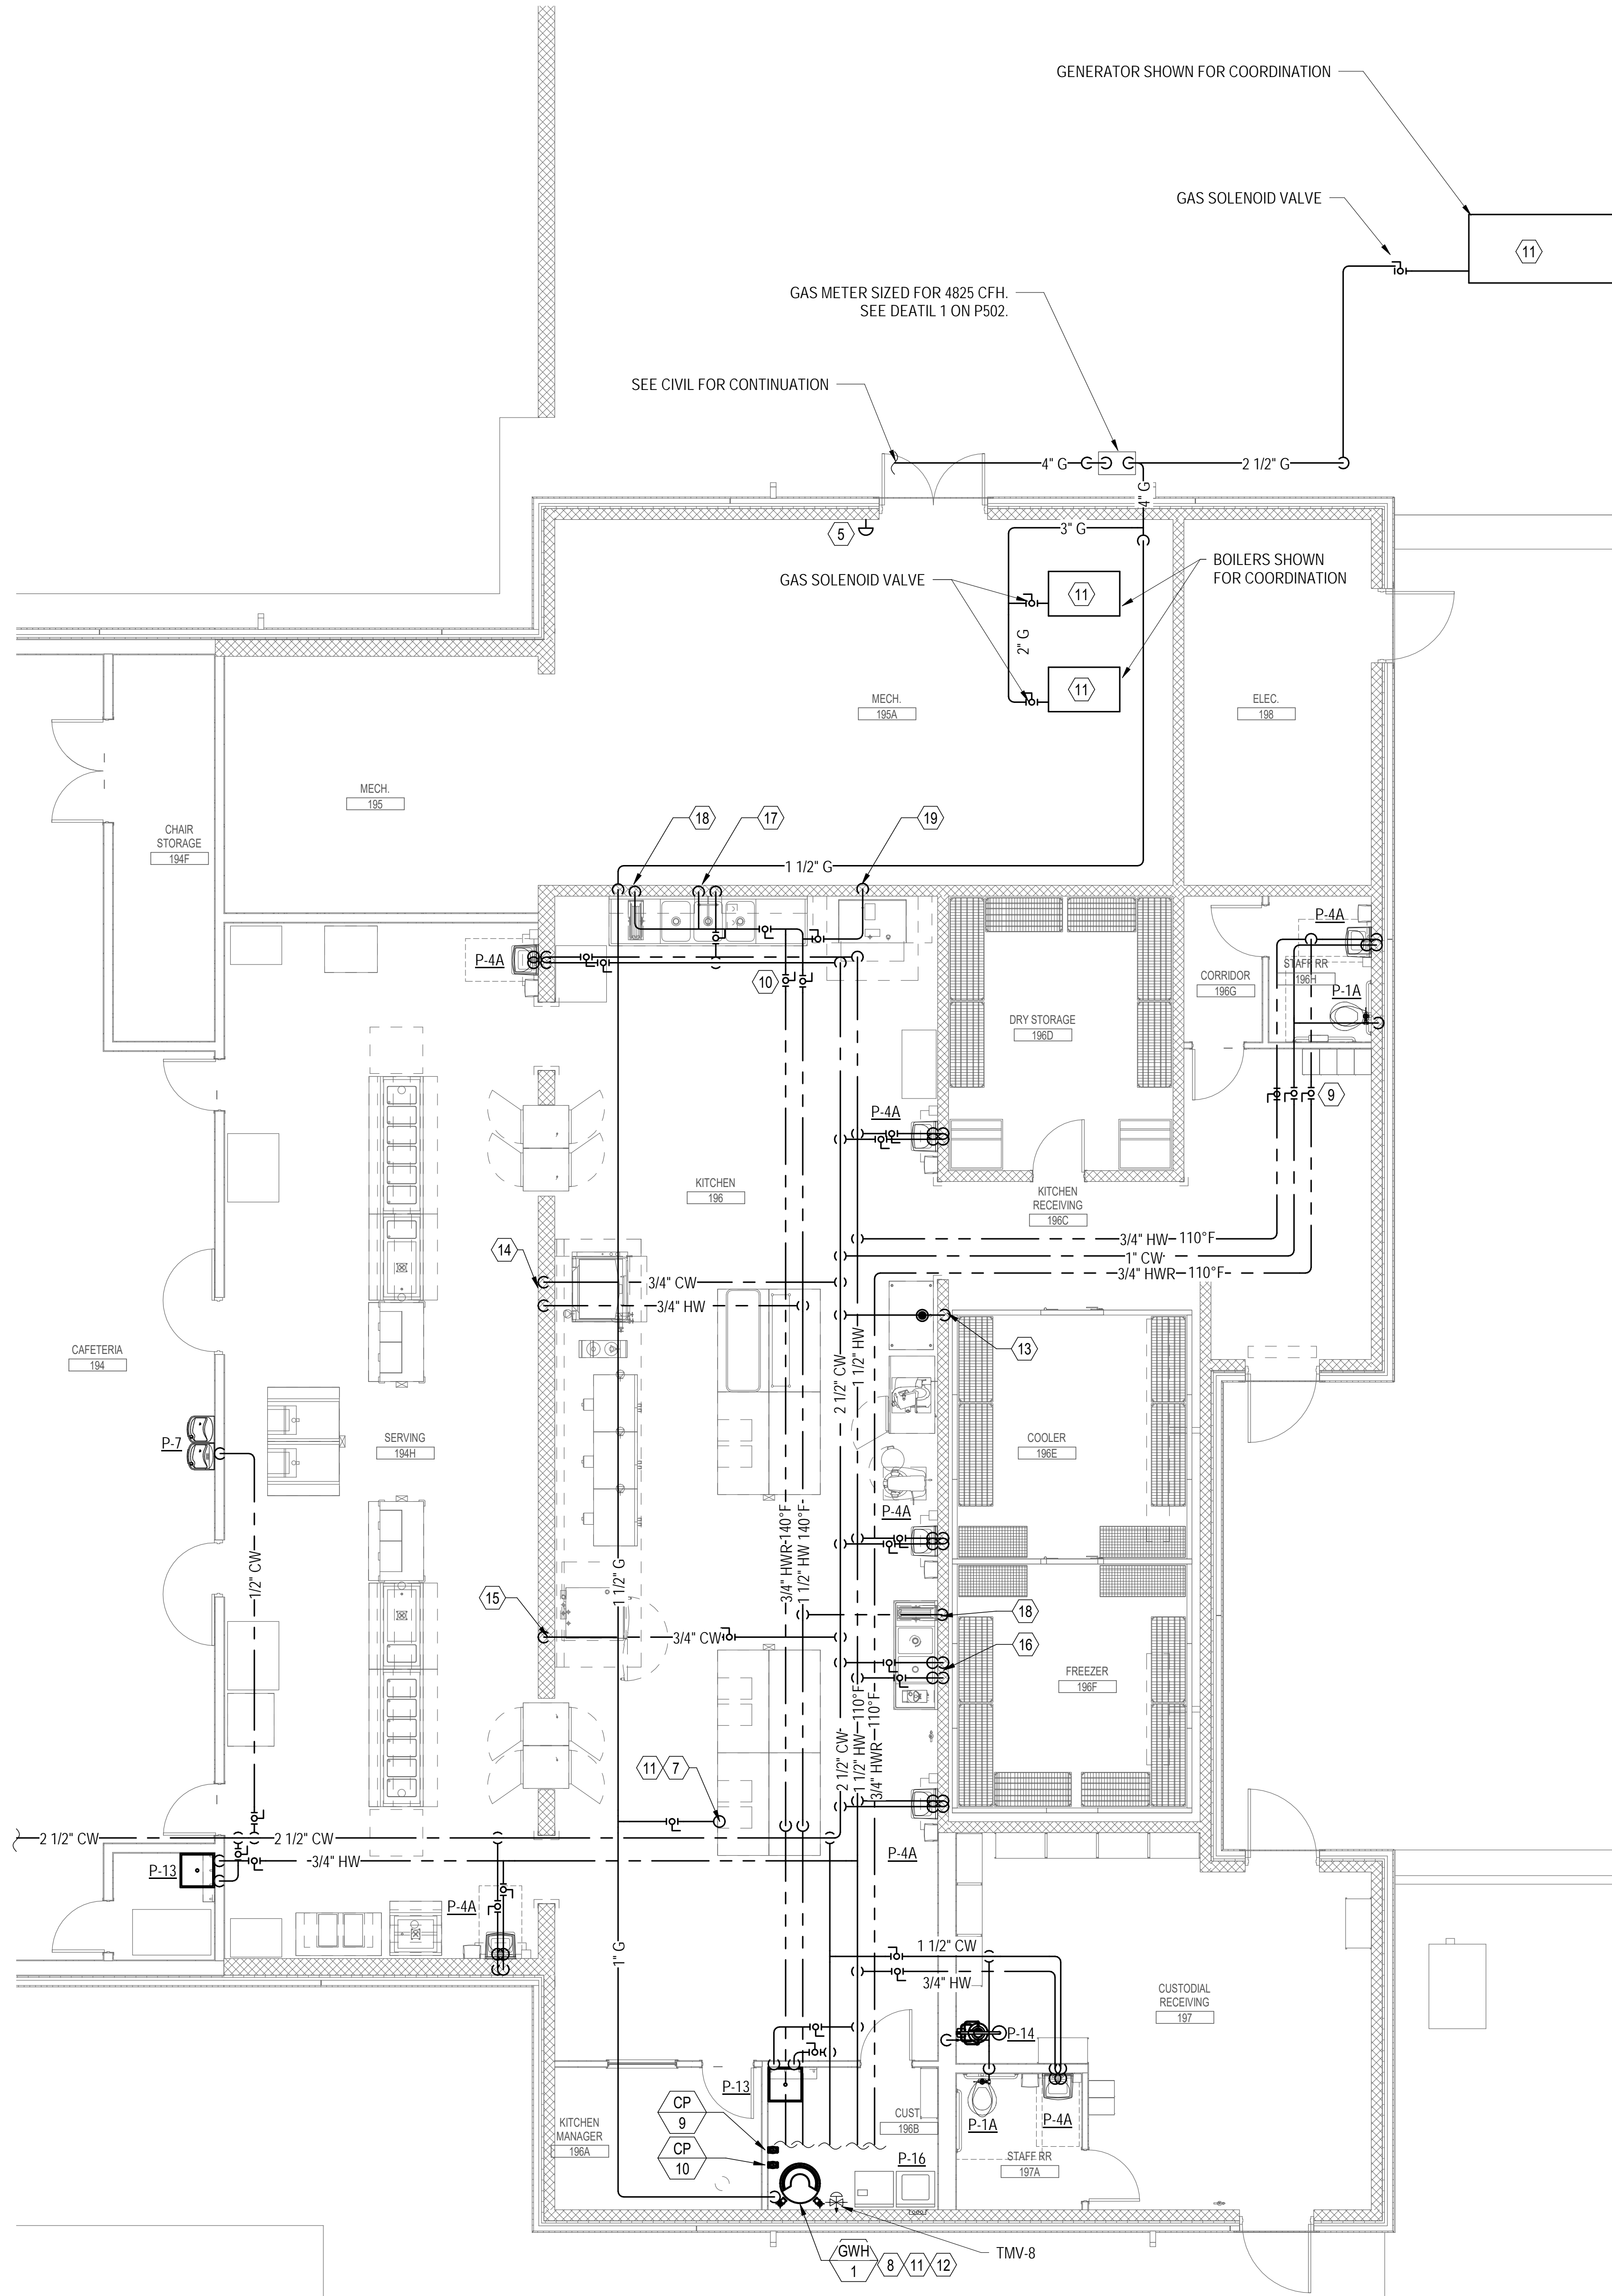 GENERATOR SHOWN FOR COORDINATION
GAS SOLENOID VALVE
11
GAS METER SIZED FOR 4825 CFH.
SEE DEATIL 1 ON P502.
SEE CIVIL FOR CONTINUATION
4" G
2 1/2" G
4" G
5
3" G
GAS SOLENOID VALVE
11
BOILERS SHOWN
FOR COORDINATION
2" G
11
MECH.
195A
ELEC.
198
MECH.
195
CHAIR
STORAGE
194F
18
17
19
1 1/2" G
P-4A
P-4A
STAFF RR
196H
CORRIDOR
196G
P-1A
10
DRY STORAGE
196D
9
P-4A
KITCHEN
196
KITCHEN
RECEIVING
196C
3/4" HW
110°F
1" CW
3/4" HWR
110°F
14
3/4" CW
3/4" HW
13
CAFETERIA
194
2 1/2" CW
1 1/2" HW
P-7
SERVING
194H
COOLER
196E
P-4A
1/2" CW
1 1/2" G
3/4" HWR
140°F
1 1/2" HW
140°F
15
3/4" CW
18
16
FREEZER
196F
2 1/2" CW
1 1/2" HW
110°F
3/4" HWR
110°F
11
7
2 1/2" CW
2 1/2" CW
3/4" HW
P-13
P-4A
P-4A
1" G
1 1/2" CW
3/4" HW
CUSTODIAL
RECEIVING
197
P-14
P-13
CP
9
CP
10
KITCHEN
MANAGER
196A
CUST.
196B
P-16
P-1A
P-4A
STAFF RR
197A
TMV-8
GWH
1
8
11
12